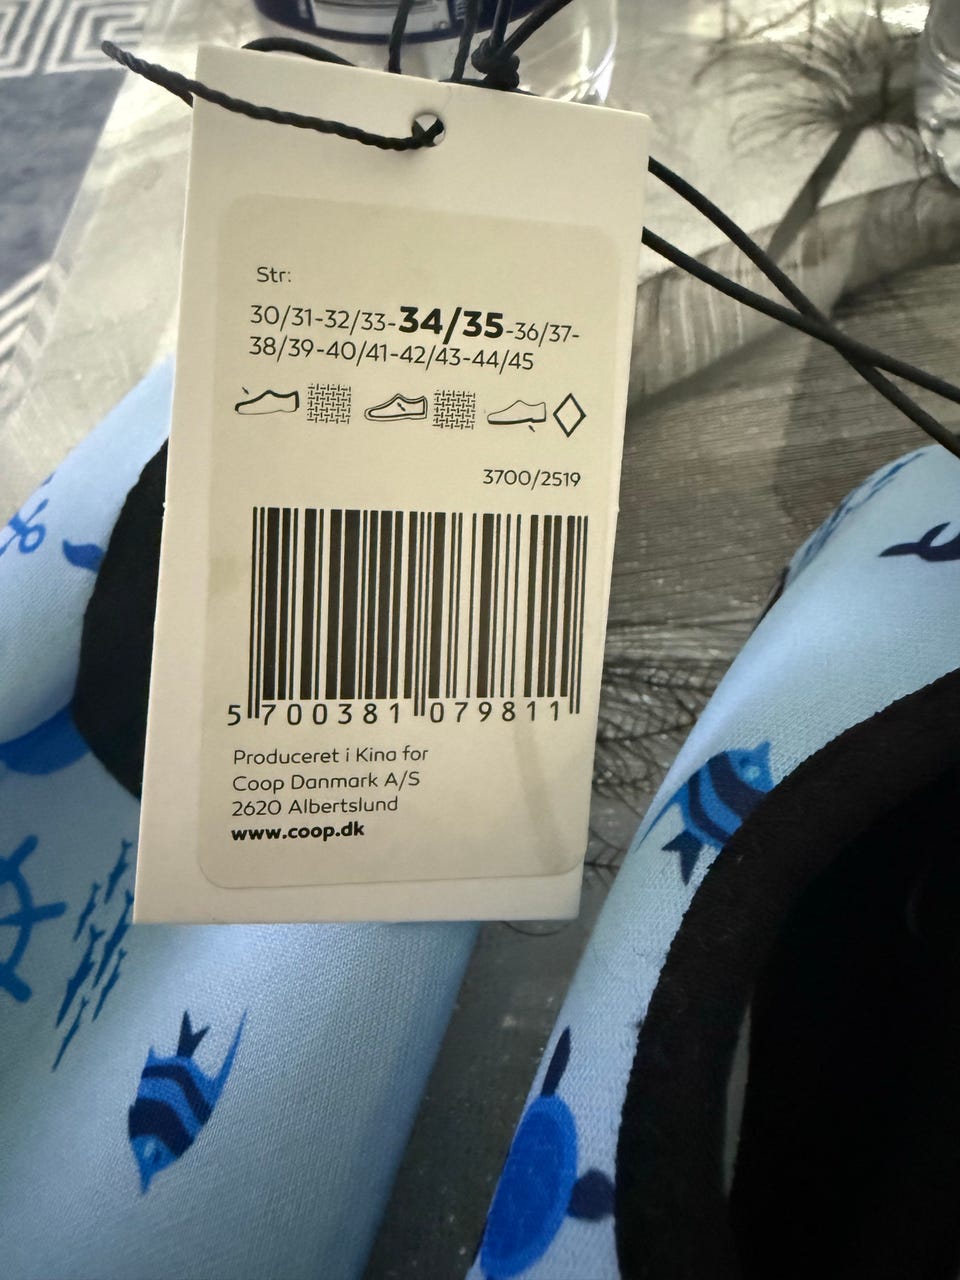 Str:
30/31-32/33-34/35-36/37-
38/39-40/41-42/43-44/45
3700/2519
5 700381 079811
Produceret i Kina for
Coop Danmark A/S
2620 Albertslund
www.coop.dk